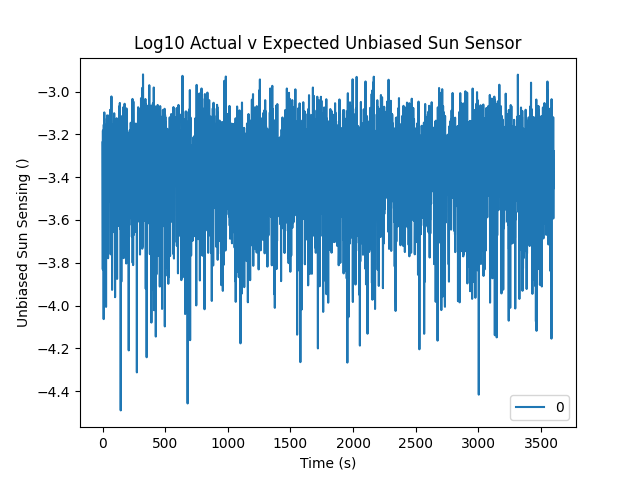 Log10 Actual v Expected Unbiased Sun Sensor
−3.0
−3.2
−3.4
−3.6
−3.8
−4.0
−4.2
−4.4
Unbiased Sun Sensing ()
0
0 500 1000 1500 2000 2500 3000 3500
Time (s)